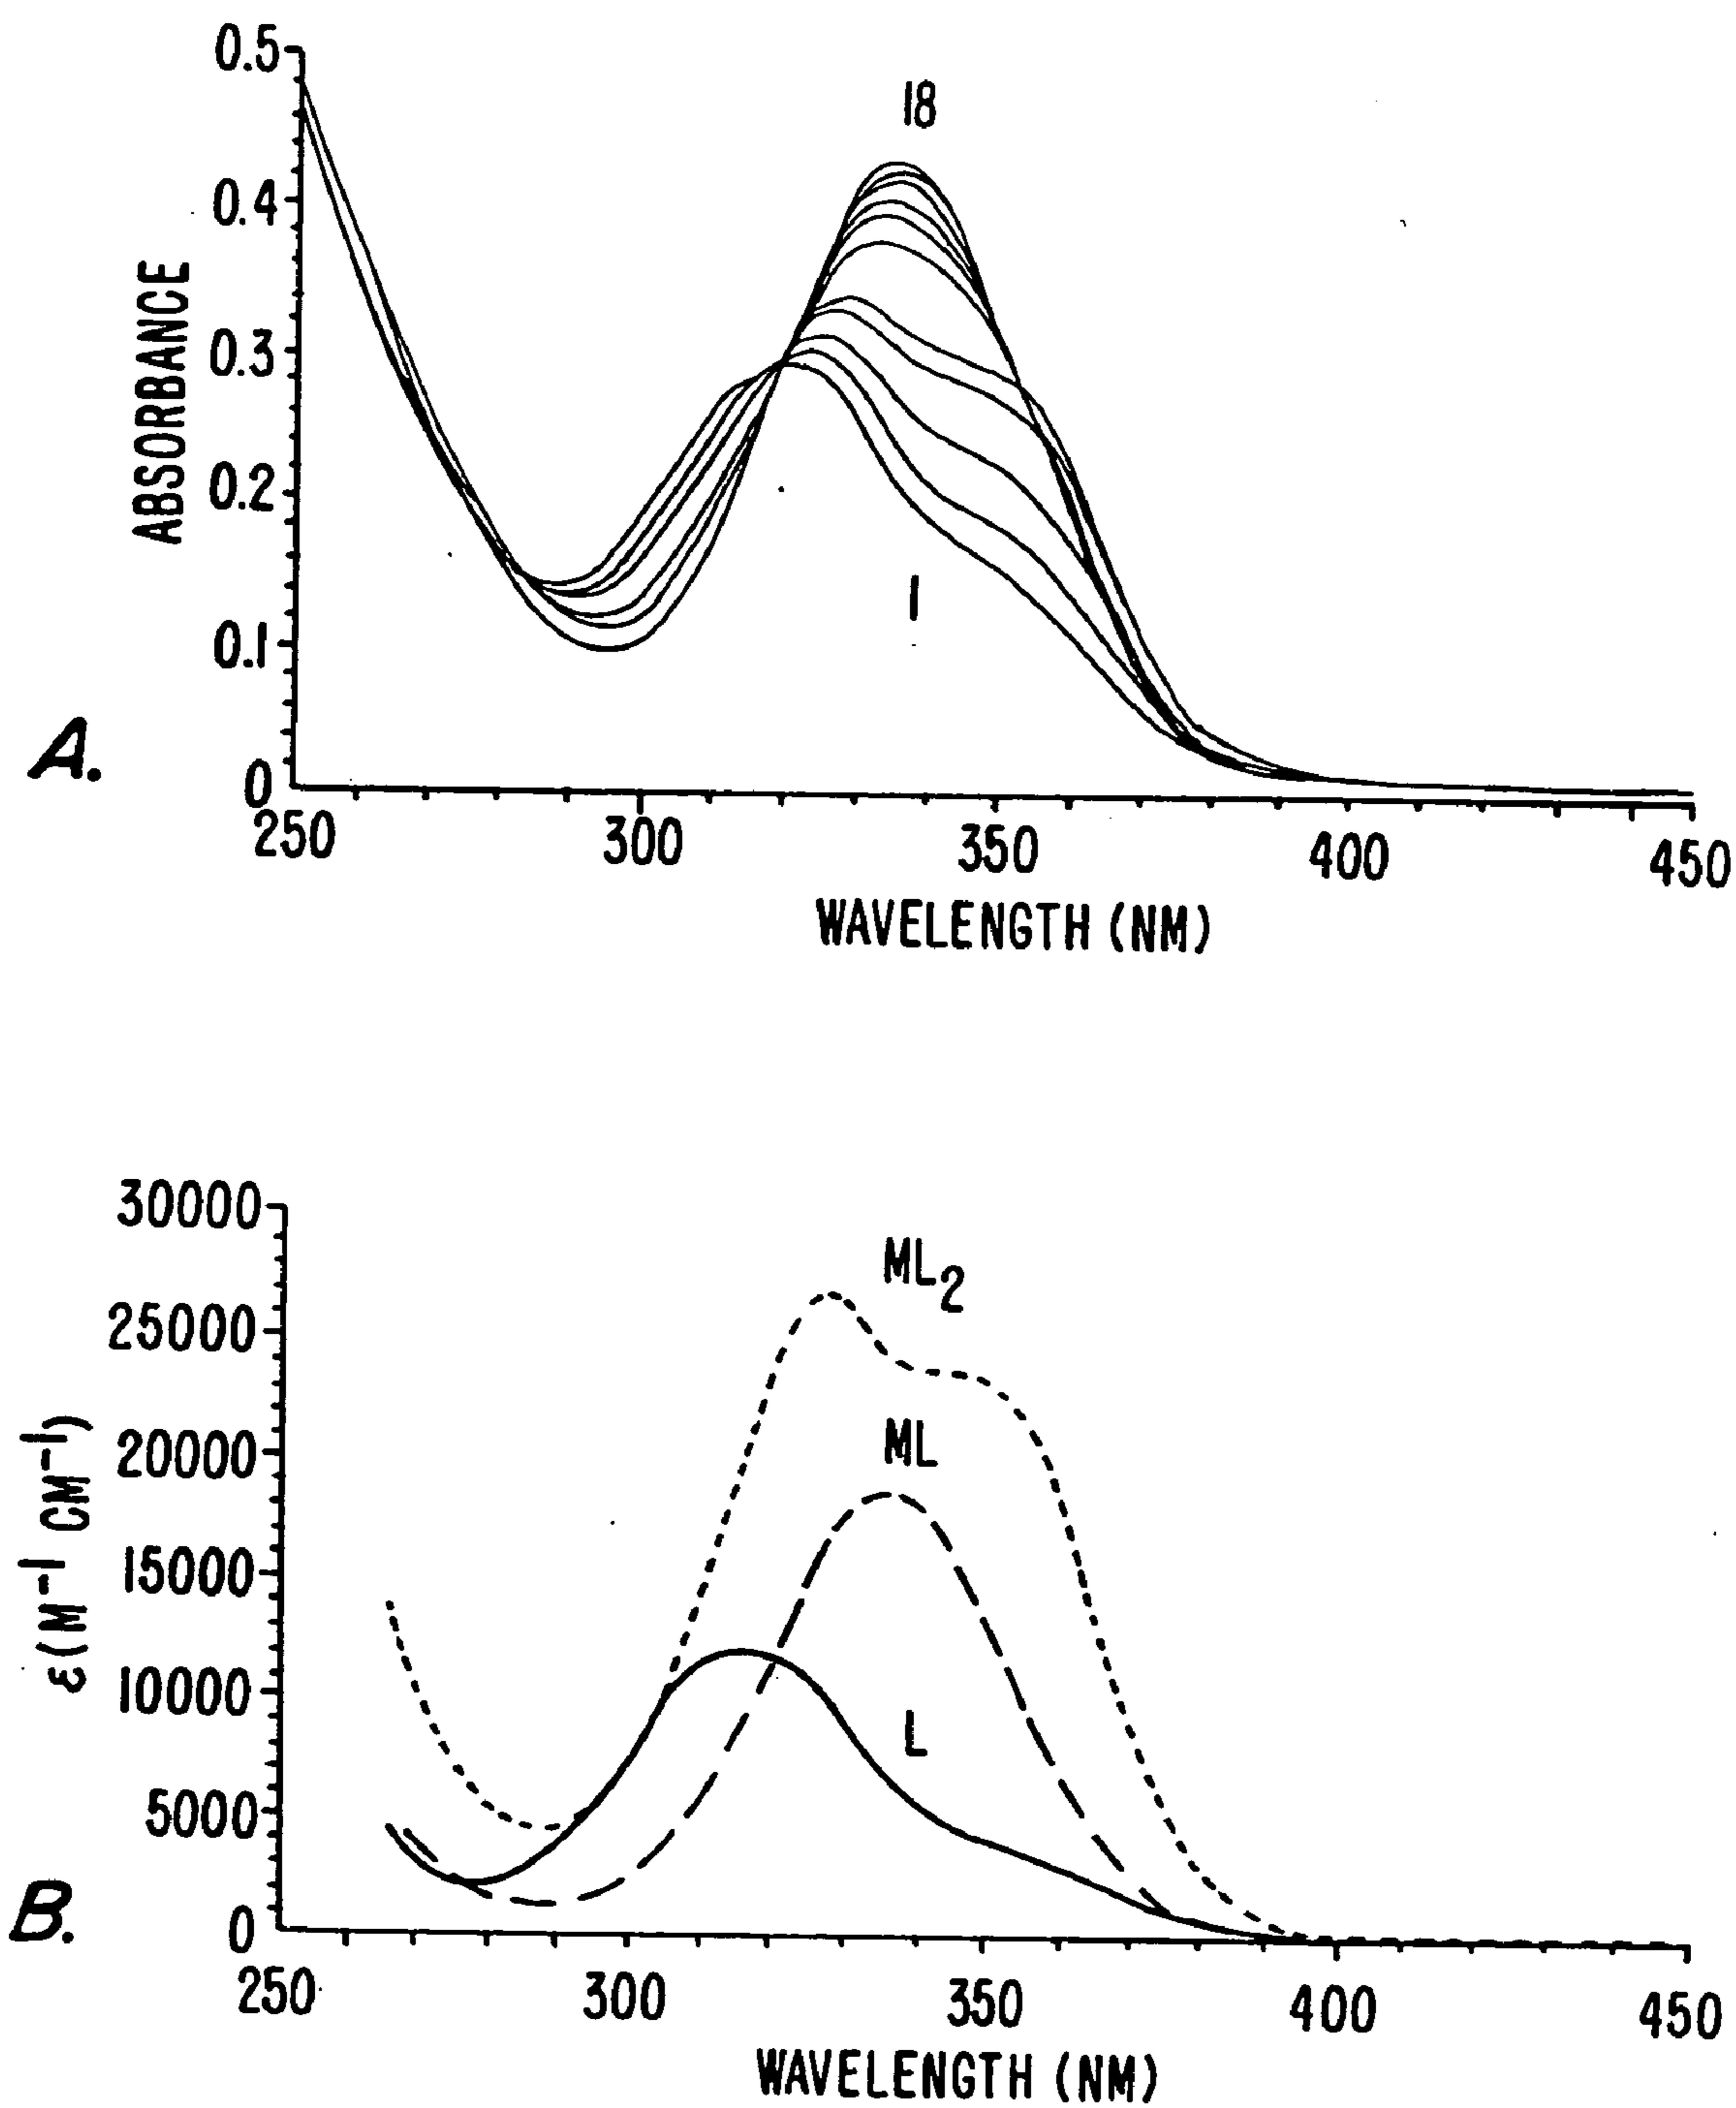 0.5
18
0.4
0.3
0.2
0.1
0
ABSORBANCE
1
A.
250 300 350 400 450
WAVELENGTH (NM)
30000
25000
20000
15000
10000
5000
0
ε(M⁻¹ CM⁻¹)
ML₂
ML
L
B.
250 300 350 400 450
WAVELENGTH (NM)